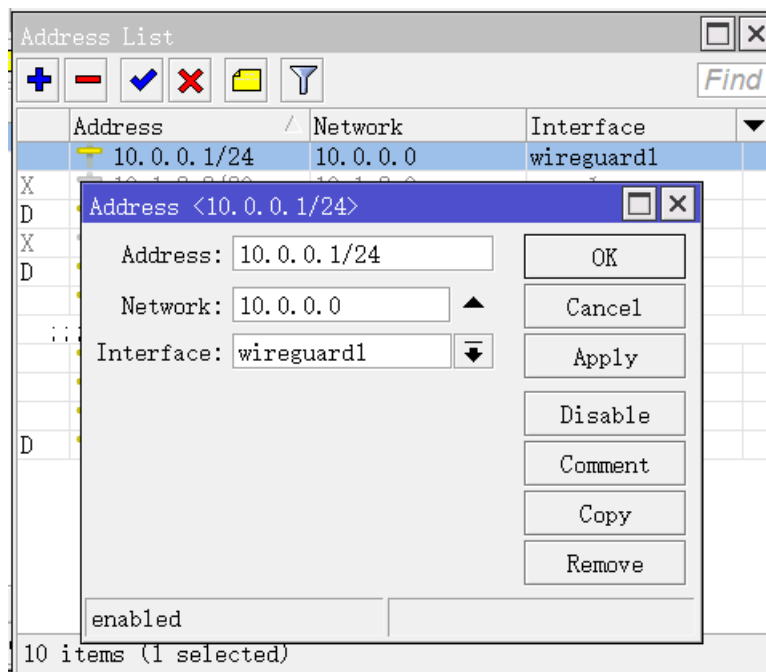 Address List
Find
Address Network Interface
10.0.0.1/24 10.0.0.0 wireguard1
X
D
X
D
;;;
D
Address <10.0.0.1/24>
Address: 10.0.0.1/24
Network: 10.0.0.0
Interface: wireguard1
OK
Cancel
Apply
Disable
Comment
Copy
Remove
enabled
10 items (1 selected)